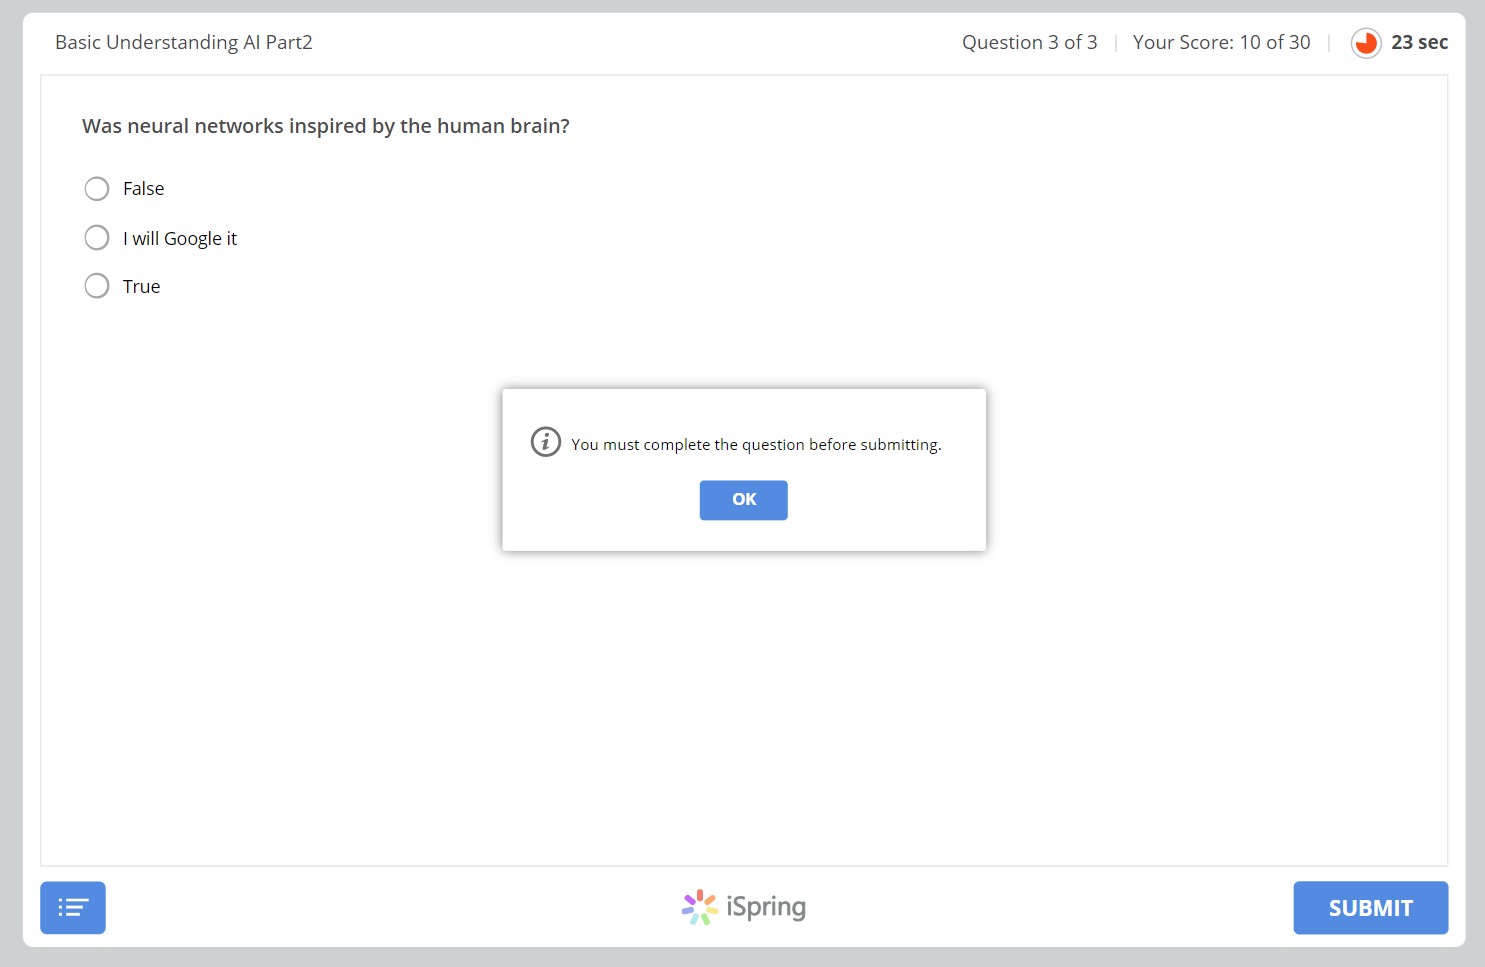 Basic Understanding AI Part2
Question 3 of 3 | Your Score: 10 of 30 | 23 sec
Was neural networks inspired by the human brain?
False
I will Google it
True
You must complete the question before submitting.
OK
iSpring
SUBMIT